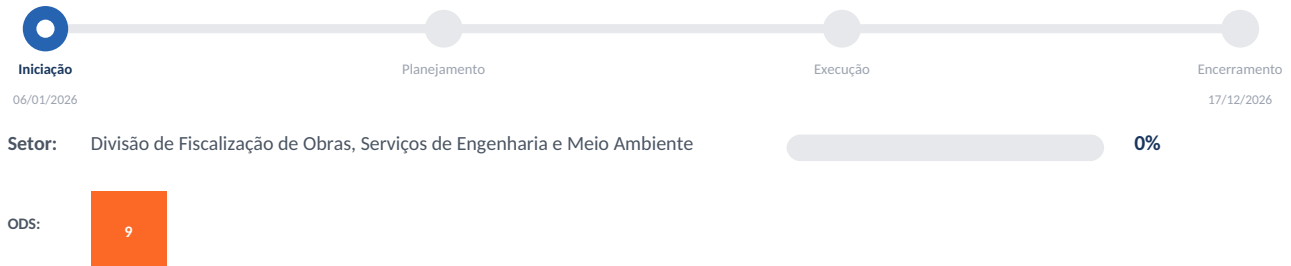 Iniciação
Planejamento
Execução
Encerramento
06/01/2026
17/12/2026
Setor: Divisão de Fiscalização de Obras, Serviços de Engenharia e Meio Ambiente 0%
ODS: 9